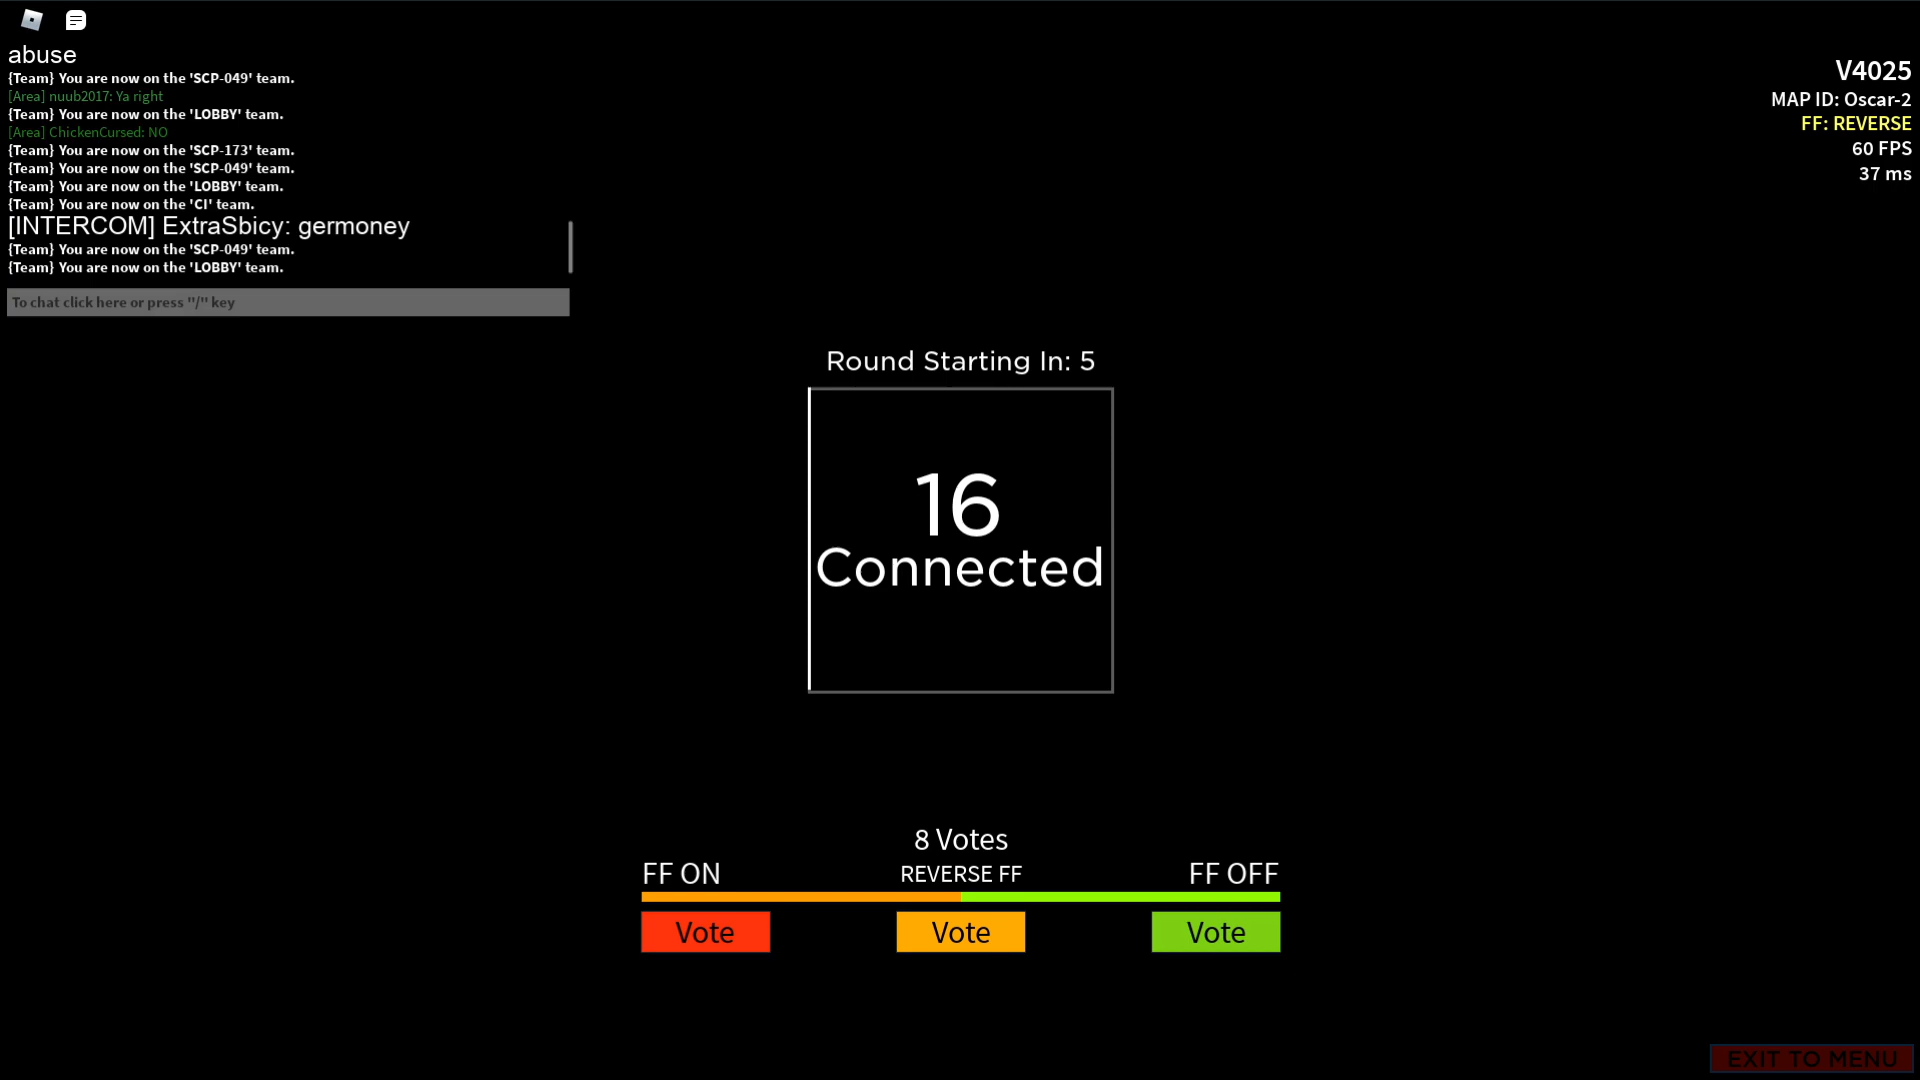 abuse
{Team} You are now on the 'SCP-049' team.
[Area] nuub2017: Ya right
{Team} You are now on the 'LOBBY' team.
[Area] ChickenCursed: NO
{Team} You are now on the 'SCP-173' team.
{Team} You are now on the 'SCP-049' team.
{Team} You are now on the 'LOBBY' team.
{Team} You are now on the 'CI' team.
[INTERCOM] ExtraSbicy: germoney
{Team} You are now on the 'SCP-049' team.
{Team} You are now on the 'LOBBY' team.
To chat click here or press "/" key
V4025
MAP ID: Oscar-2
FF: REVERSE
60 FPS
37 ms
Round Starting In: 5
16
Connected
8 Votes
FF ON
REVERSE FF
FF OFF
Vote
Vote
Vote
EXIT TO MENU